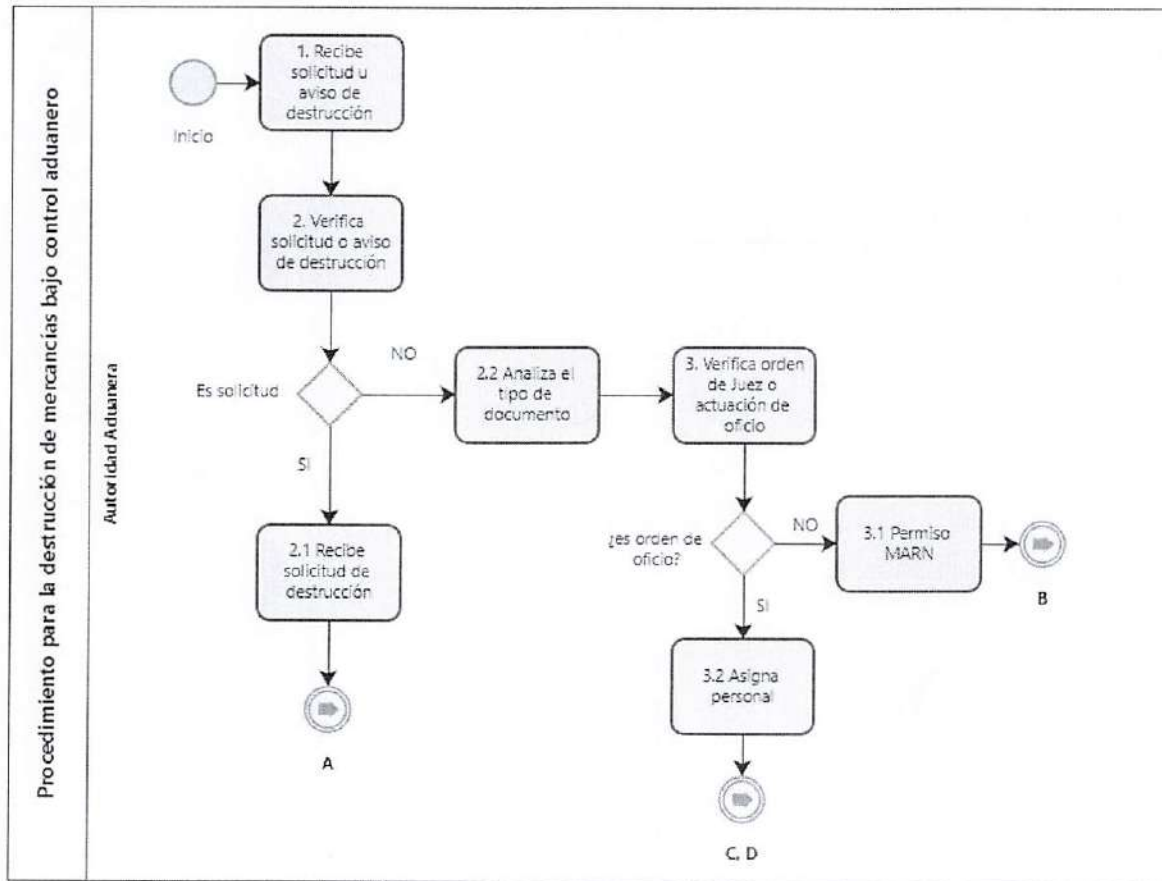 Procedimiento para la destrucción de mercancias bajo control aduanero
Autoridad Aduanera
Inicio
1. Recibe
solicitud u
aviso de
destrucción
2. Verifica
solicitud o aviso
de destrucción
Es solicitud
NO
SI
2.1 Recibe
solicitud de
destrucción
A
2.2 Analiza el
tipo de
documento
3. Verifica orden
de Juez o
actuación de
oficio
¿es orden de
oficio?
NO
3.1 Permiso
MARN
B
SI
3.2 Asigna
personal
C, D